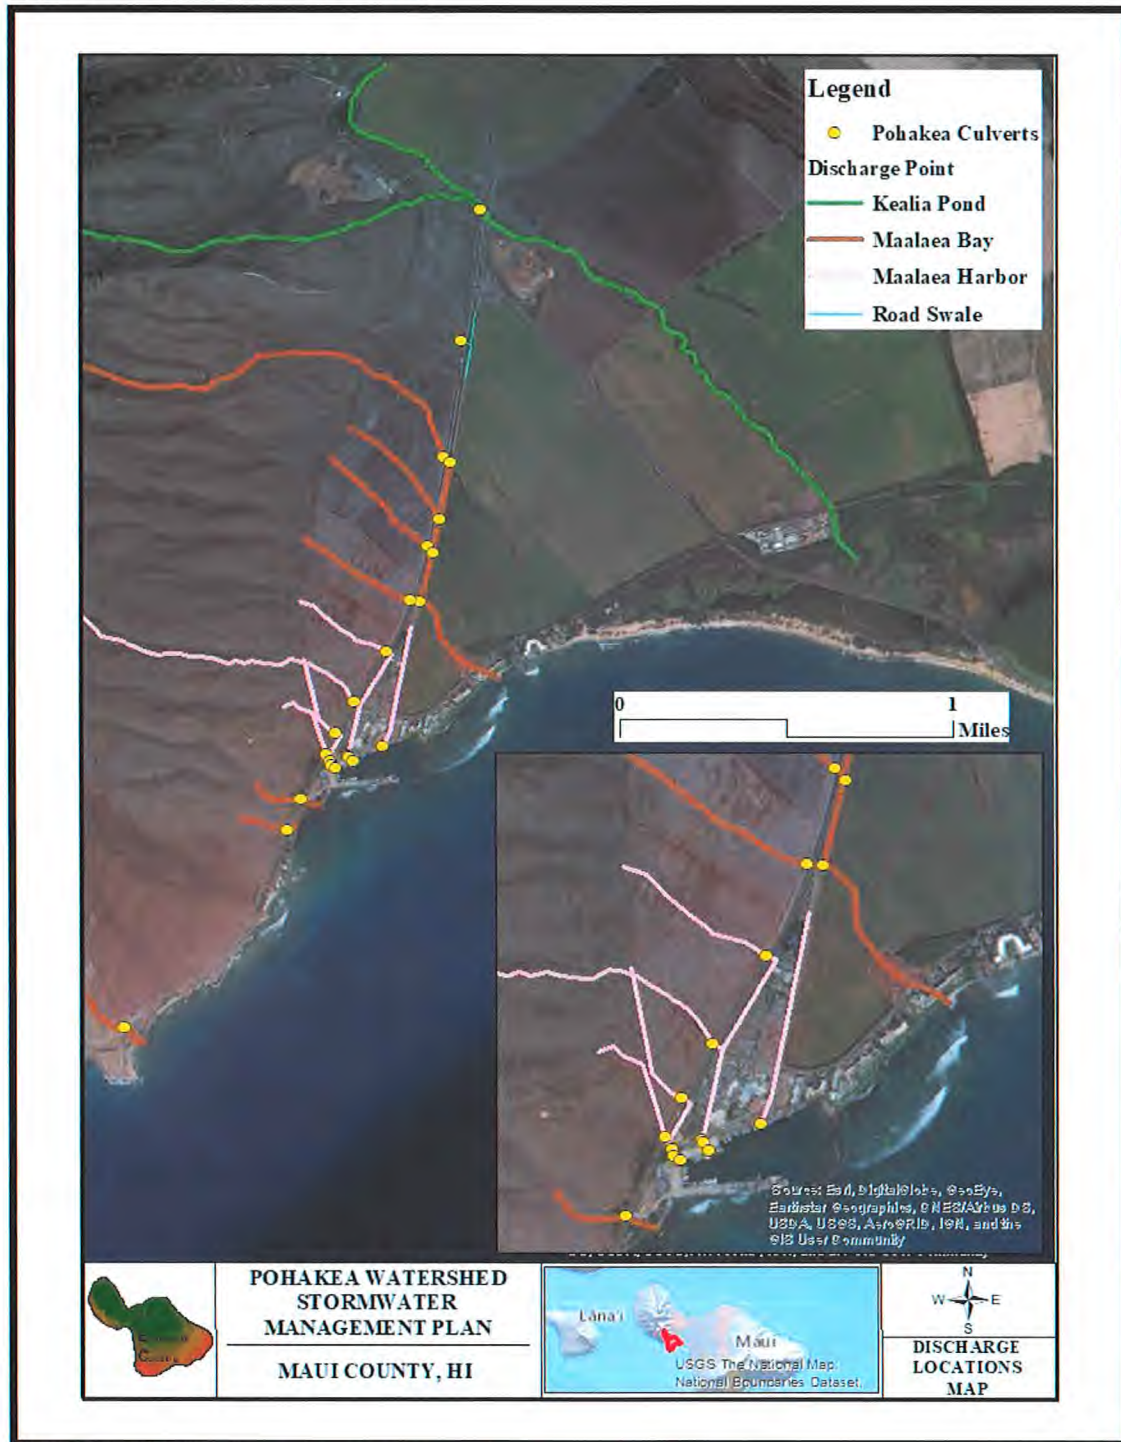 Legend
Pohakea Culverts
Discharge Point
Kealia Pond
Maalaea Bay
Maalaea Harbor
Road Swale
0 1
Miles
Source: Esri, DigitalGlobe, GeoEye,
Earthstar Geographics, CNES/Airbus DS,
USDA, USGS, AeroGRID, IGN, and the
GIS User Community
POHAKEA WATERSHED
STORMWATER
MANAGEMENT PLAN
MAUI COUNTY, HI
Lāna'i
Maui
USGS The National Map:
National Boundaries Dataset,
N
W E
S
DISCHARGE
LOCATIONS
MAP